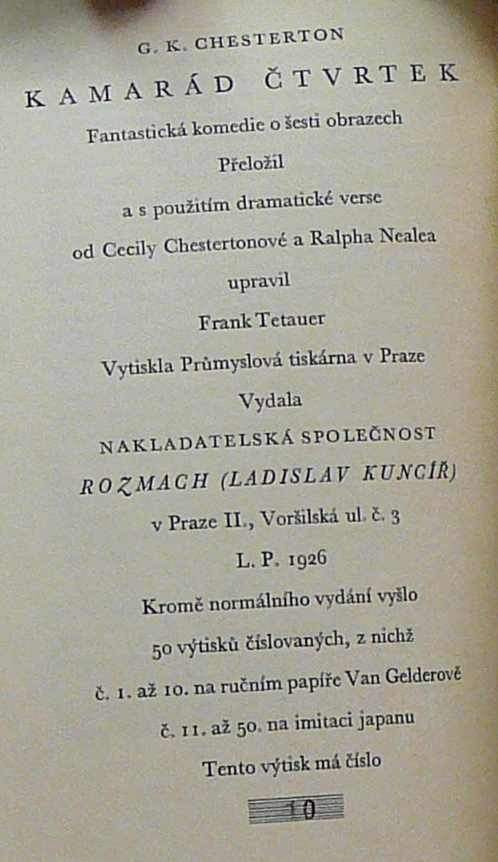 G. K. CHESTERTON
KAMARÁD ČTVRTEK
Fantastická komedie o šesti obrazech
Přeložil
a s použitím dramatické verse
od Cecily Chestertonové a Ralpha Nealea
upravil
Frank Tetauer
Vytiskla Průmyslová tiskárna v Praze
Vydala
NAKLADATELSKÁ SPOLEČNOST
ROZMACH (LADISLAV KUNCÍŘ)
v Praze II., Voršilská ul. č. 3
L. P. 1926
Kromě normálního vydání vyšlo
50 výtisků číslovaných, z nichž
č. 1. až 10. na ručním papíře Van Gelderově
č. 11. až 50. na imitaci japanu
Tento výtisk má číslo
10